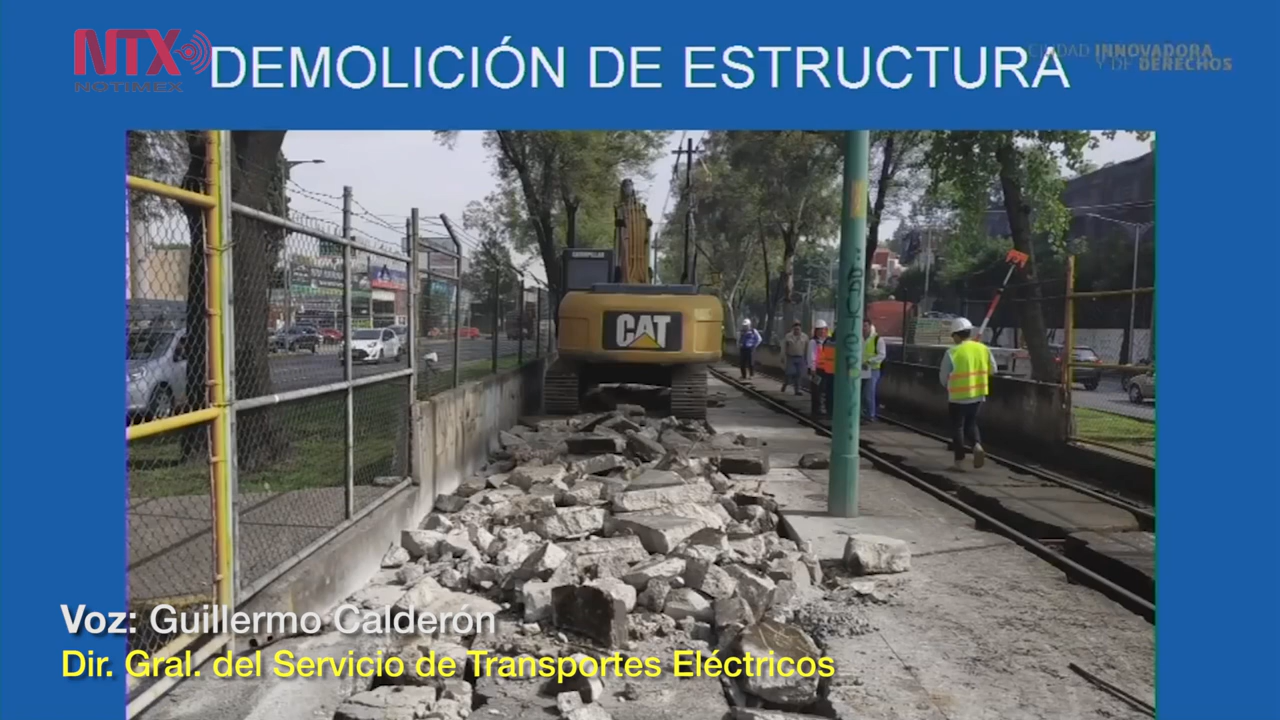 NTX
NOTIMEX
DEMOLICIÓN DE ESTRUCTURA
CIUDAD INNOVADORA
Y DE DERECHOS
CATERPILLAR
CAT
Voz: Guillermo Calderón
Dir. Gral. del Servicio de Transportes Eléctricos